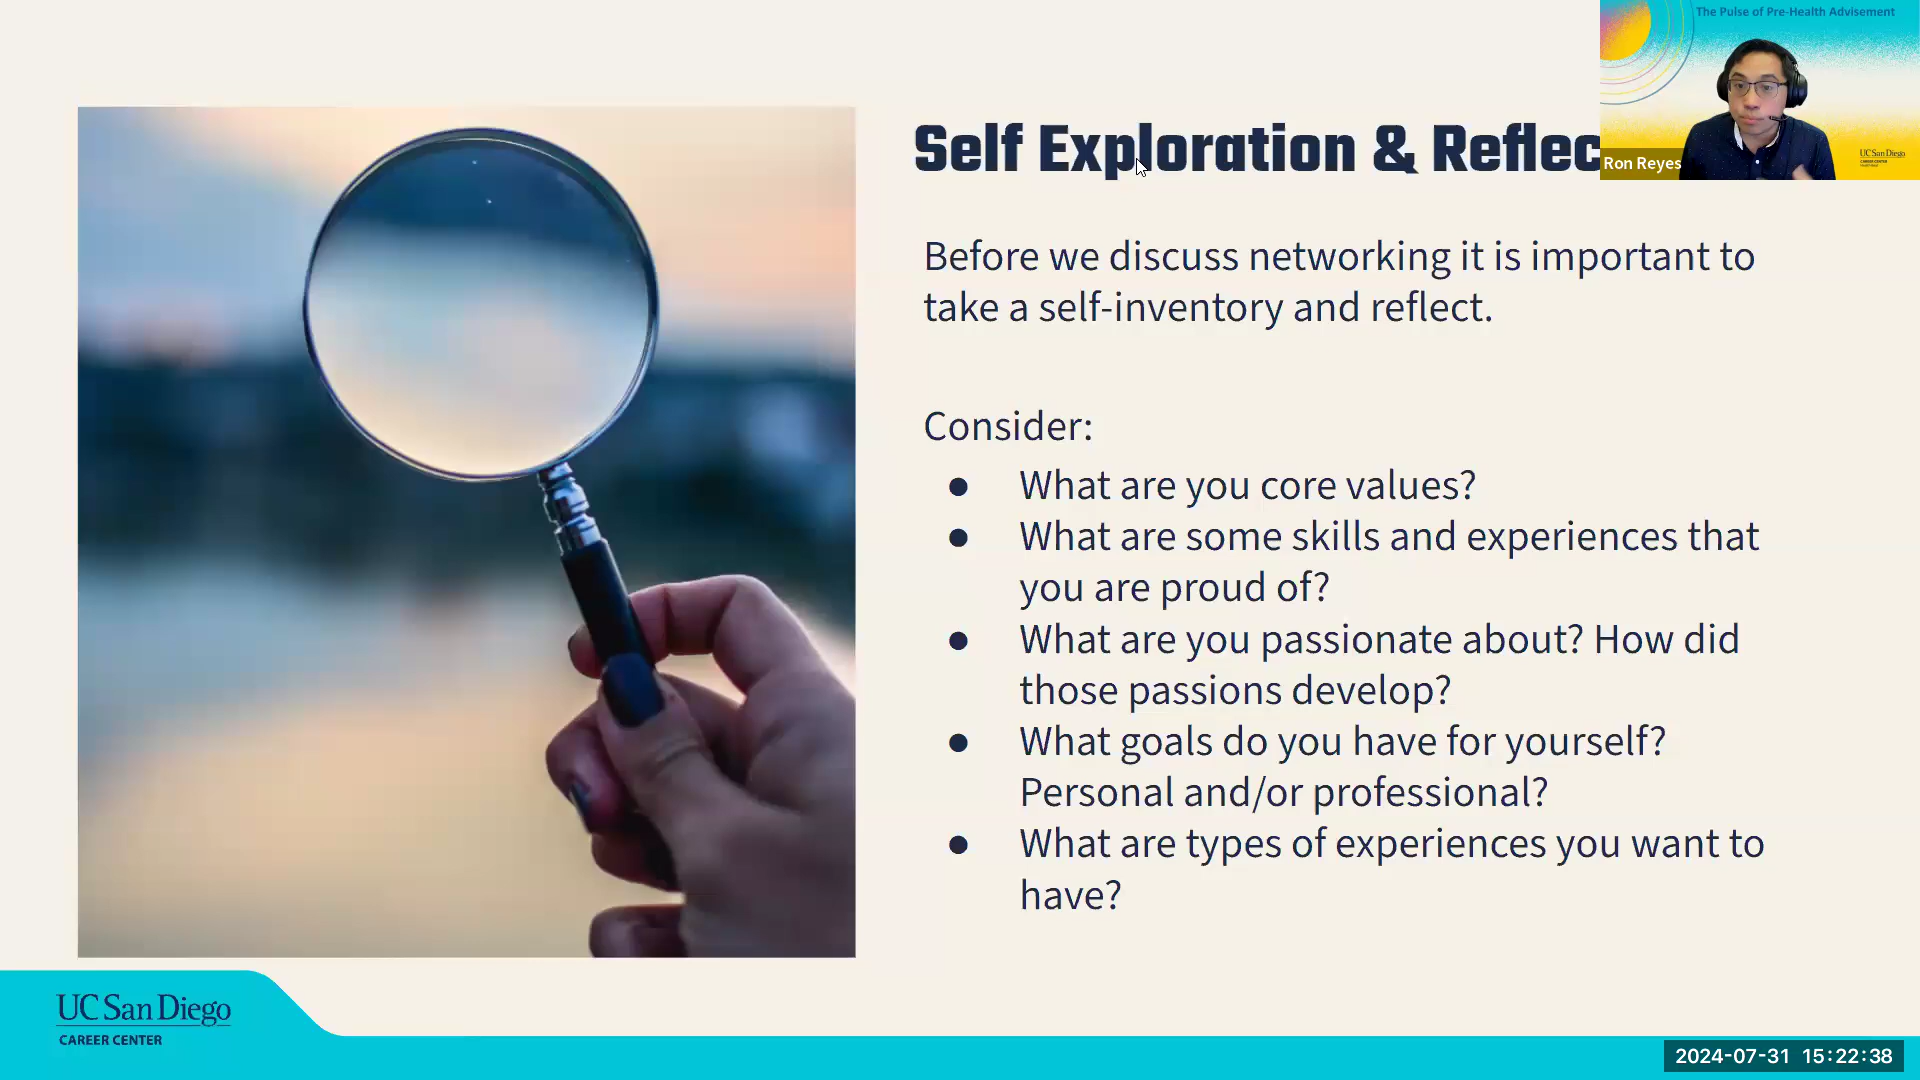 The Pulse of Pre-Health Advisement
Self Exploration & Reflec
Ron Reyes
UC San Diego
Before we discuss networking it is important to
take a self-inventory and reflect.
Consider:
● What are you core values?
● What are some skills and experiences that
you are proud of?
● What are you passionate about? How did
those passions develop?
● What goals do you have for yourself?
Personal and/or professional?
● What are types of experiences you want to
have?
UC San Diego
CAREER CENTER
2024-07-31 15:22:38